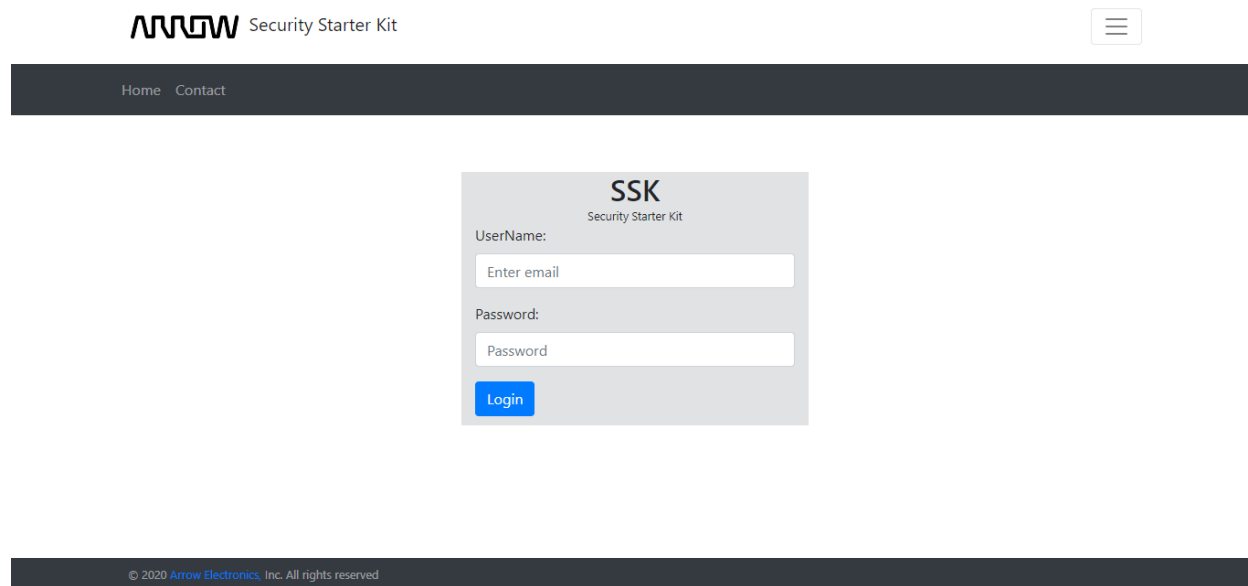 ARROW Security Starter Kit
Home Contact
SSK
Security Starter Kit
UserName:
Enter email
Password:
Password
Login
© 2020 Arrow Electronics, Inc. All rights reserved